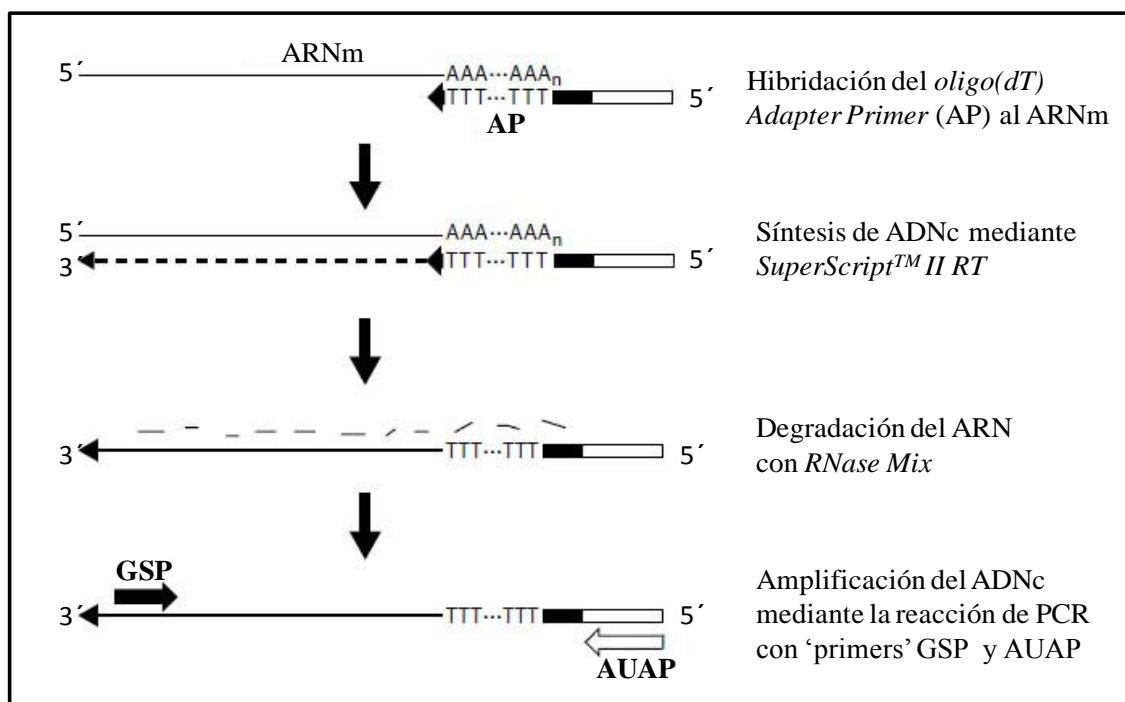 ARNm
5´
AAA···AAAn
TTT···TTT
5´
AP
Hibridación del oligo(dT)
Adapter Primer (AP) al ARNm
5´
AAA···AAAn
3´
TTT···TTT
5´
Síntesis de ADNc mediante
SuperScript™ II RT
3´
TTT···TTT
5´
Degradación del ARN
con RNase Mix
GSP
3´
TTT···TTT
5´
AUAP
Amplificación del ADNc
mediante la reacción de PCR
con ‘primers’ GSP y AUAP